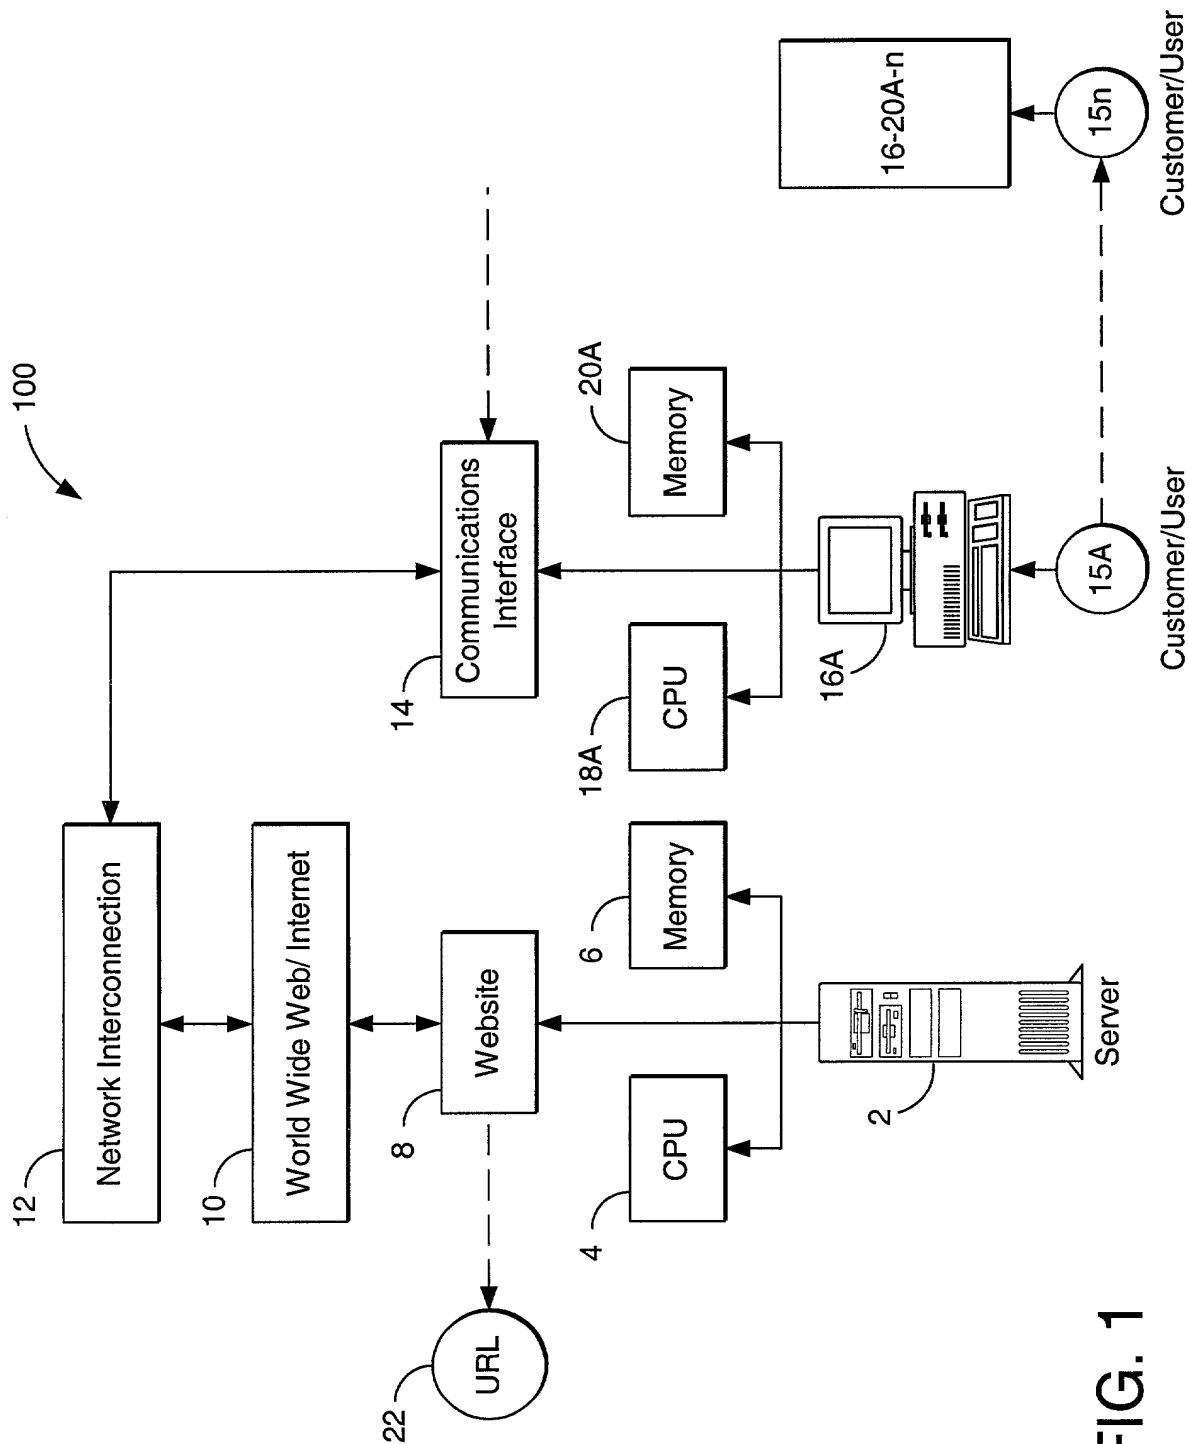 100
12
Network Interconnection
10
World Wide Web/ Internet
22
URL
8
Website
14
Communications
Interface
4
CPU
6
Memory
18A
CPU
20A
Memory
2
Server
16A
15A
Customer/User
16-20A-n
15n
Customer/User
FIG. 1